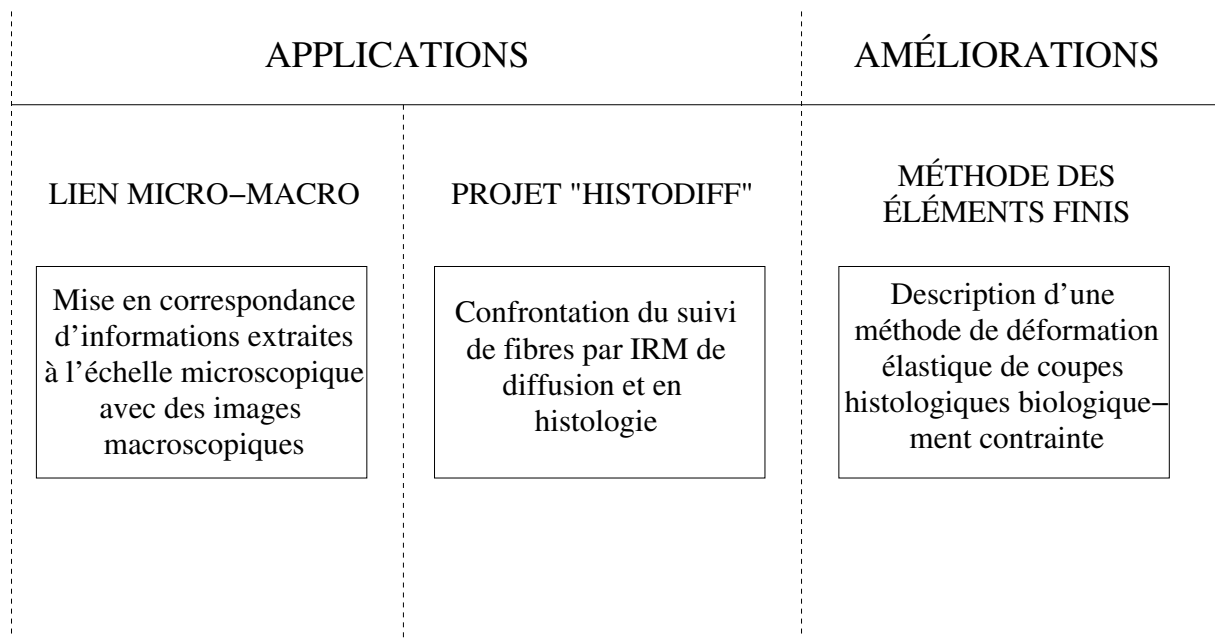 APPLICATIONS
AMÉLIORATIONS
LIEN MICRO−MACRO
PROJET "HISTODIFF"
MÉTHODE DES
ÉLÉMENTS FINIS
Mise en correspondance
d’informations extraites
à l’échelle microscopique
avec des images
macroscopiques
Confrontation du suivi
de fibres par IRM de
diffusion et en
histologie
Description d’une
méthode de déformation
élastique de coupes
histologiques biologique−
ment contrainte